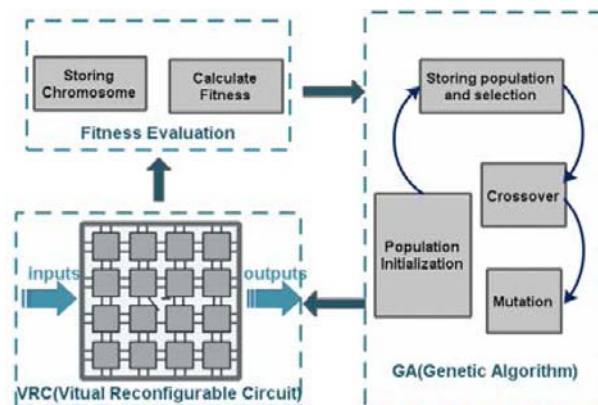 Storing
Chromosome
Calculate
Fitness
Fitness Evaluation
Storing population
and selection
Crossover
Population
Initialization
Mutation
GA(Genetic Algorithm)
inputs
outputs
VRC(Vitual Reconfigurable Circuit)